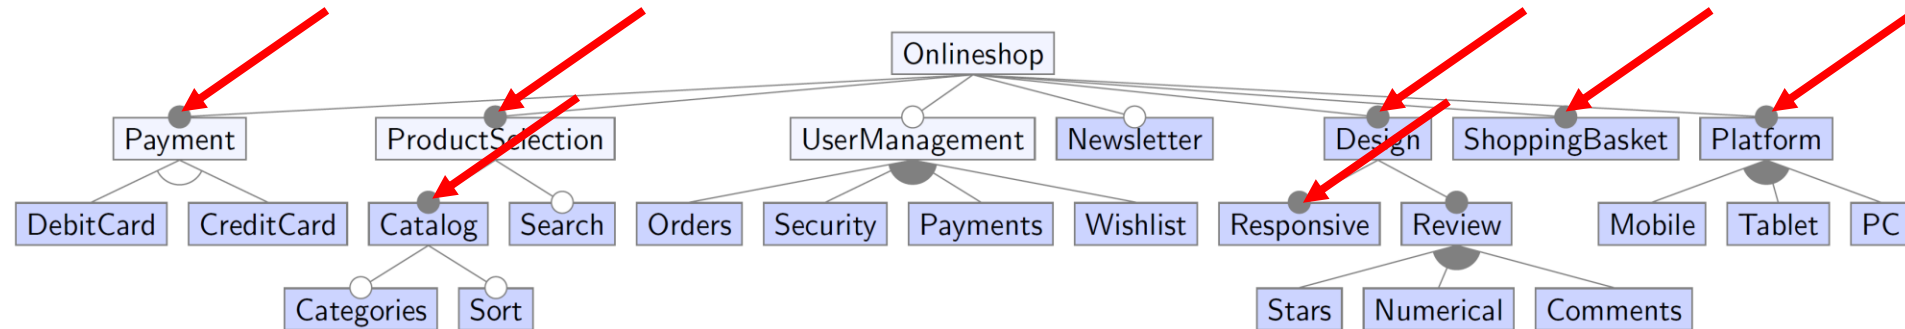 Onlineshop
Payment ProductSelection UserManagement Newsletter Design ShoppingBasket Platform
DebitCard CreditCard Catalog Search Orders Security Payments Wishlist Responsive Review Mobile Tablet PC
Categories Sort Stars Numerical Comments